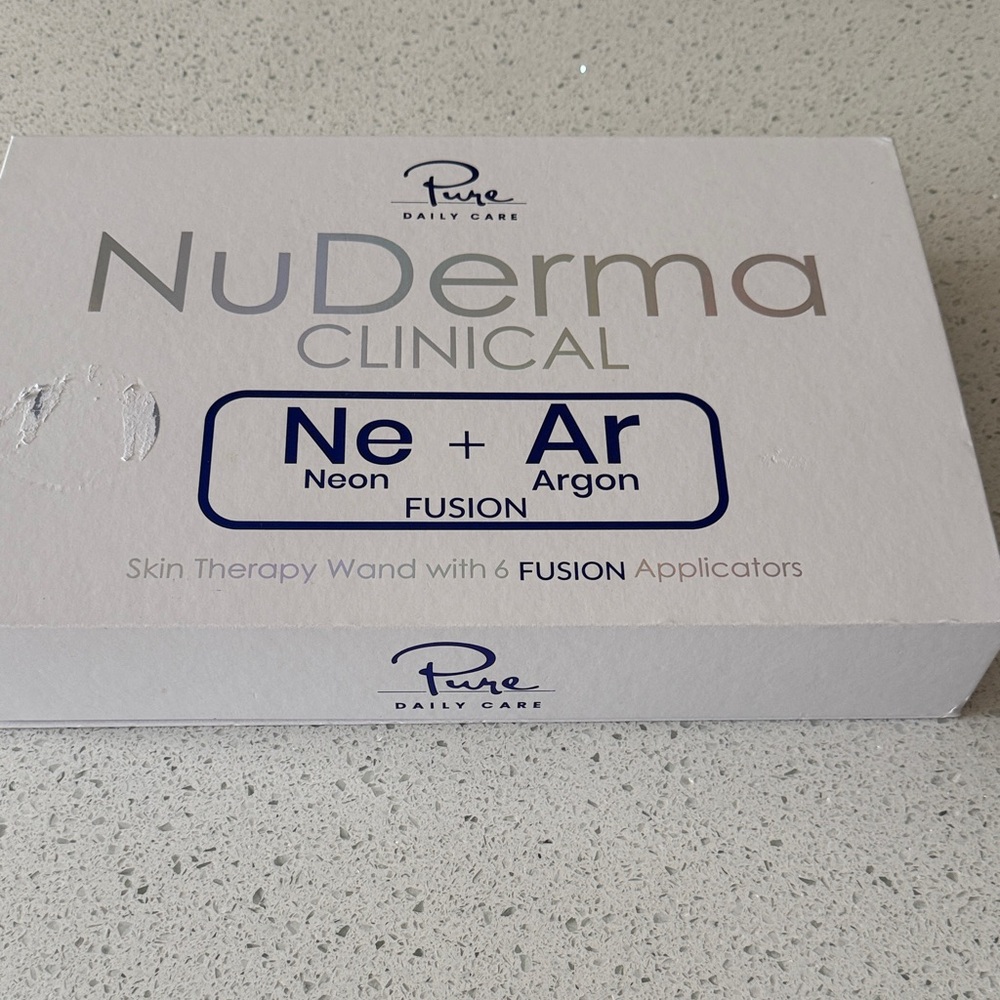 Pure
DAILY CARE
NuDerma
CLINICAL
Ne + Ar
Neon Argon
FUSION
Skin Therapy Wand with 6 FUSION Applicators
Pure
DAILY CARE